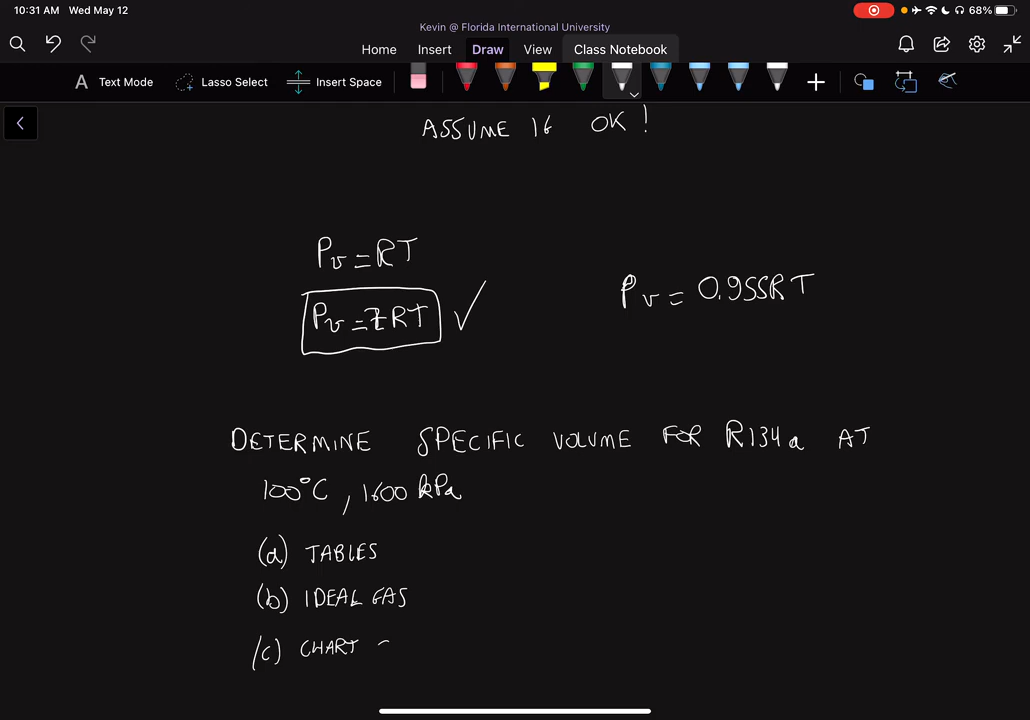 10:31 AM Wed May 12
68%
Kevin @ Florida International University
Home Insert Draw View Class Notebook
A Text Mode Lasso Select Insert Space
ASSUME IG OK!
Pv=RT
Pv=ZRT
Pv=0.955RT
DETERMINE SPECIFIC VOLUME FOR R134a AT
100°C, 1600 kPa
(a) TABLES
(b) IDEAL GAS
(c) CHART